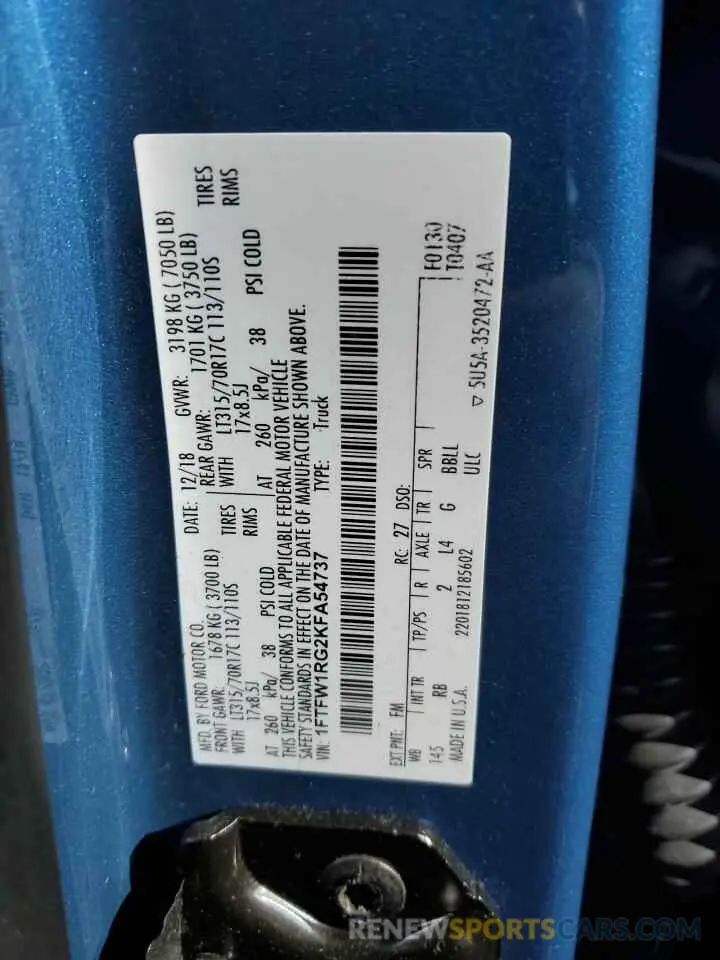 MFD. BY FORD MOTOR CO.
DATE: 12/18 GVWR: 3198 KG ( 7050 LB)
FRONT GAWR: 1678 KG ( 3700 LB) REAR GAWR: 1701 KG ( 3750 LB)
WITH LT315/70R17C 113/110S TIRES WITH LT315/70R17C 113/110S TIRES
17x8.5J RIMS 17x8.5J RIMS
AT 260 kPa/ 38 PSI COLD AT 260 kPa/ 38 PSI COLD
THIS VEHICLE CONFORMS TO ALL APPLICABLE FEDERAL MOTOR VEHICLE
SAFETY STANDARDS IN EFFECT ON THE DATE OF MANUFACTURE SHOWN ABOVE.
VIN: 1FTFW1RG2KFA54737 TYPE: Truck
EXT PNT: FM RC: 27 DSO: F0130
WB INT TR TP/PS R AXLE TR SPR T0407
145 RB 2 L4 G BBLL
MADE IN U.S.A. 2201812185602 ULC ▽ 5U5A-3520472-AA
RENEWSPORTSCARS.COM